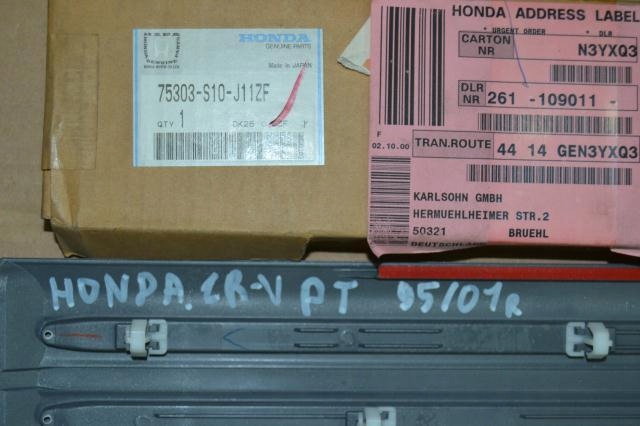 HONDA
GENUINE PARTS
Made in JAPAN
75303-S10-J11ZF
QTY 1
HONDA ADDRESS LABEL
* URGENT ORDER * DLR
CARTON NR N3YXQ3
DLR NR 261 -109011 -
F
02.10.00
TRAN.ROUTE 44 14 GEN3YXQ3
KARLSOHN GMBH
HERMUEHLHEIMER STR.2
50321 BRUEHL
DEUTSCHLAND
HONDA. CR-V PT 95/01R